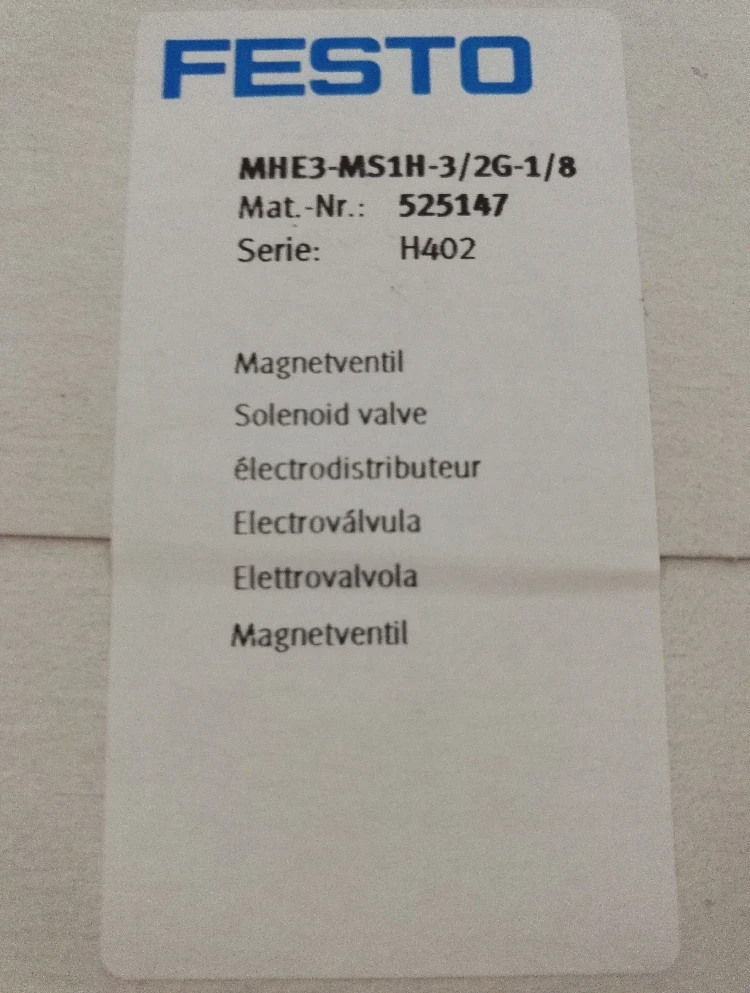 FESTO
MHE3-MS1H-3/2G-1/8
Mat.-Nr.: 525147
Serie: H402
Magnetventil
Solenoid valve
électrodistributeur
Electroválvula
Elettrovalvola
Magnetventil